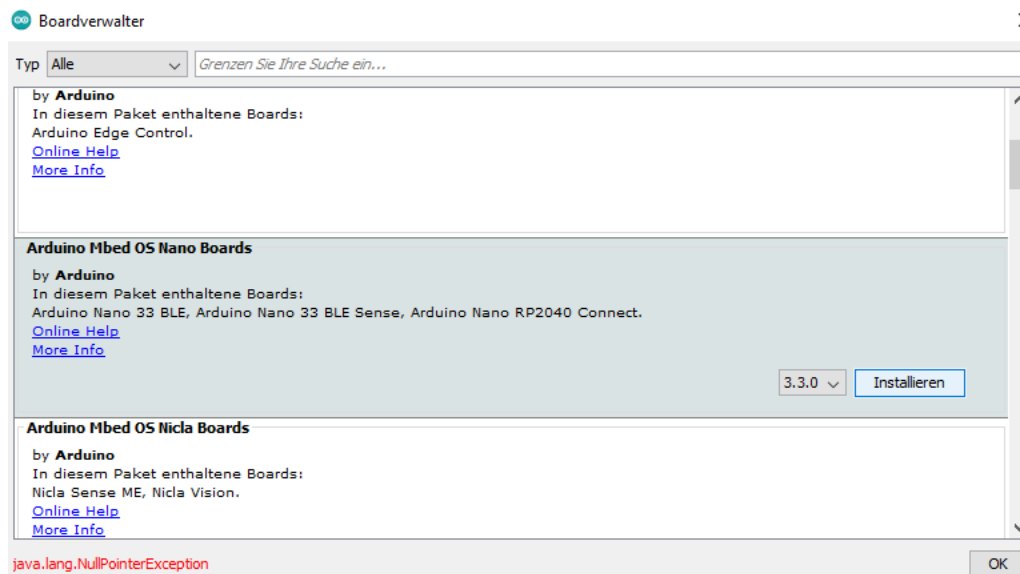 Boardverwalter
Typ Alle Grenzen Sie Ihre Suche ein...
by Arduino
In diesem Paket enthaltene Boards:
Arduino Edge Control.
Online Help
More Info
Arduino Mbed OS Nano Boards
by Arduino
In diesem Paket enthaltene Boards:
Arduino Nano 33 BLE, Arduino Nano 33 BLE Sense, Arduino Nano RP2040 Connect.
Online Help
More Info
3.3.0 Installieren
Arduino Mbed OS Nicla Boards
by Arduino
In diesem Paket enthaltene Boards:
Nicla Sense ME, Nicla Vision.
Online Help
More Info
java.lang.NullPointerException OK